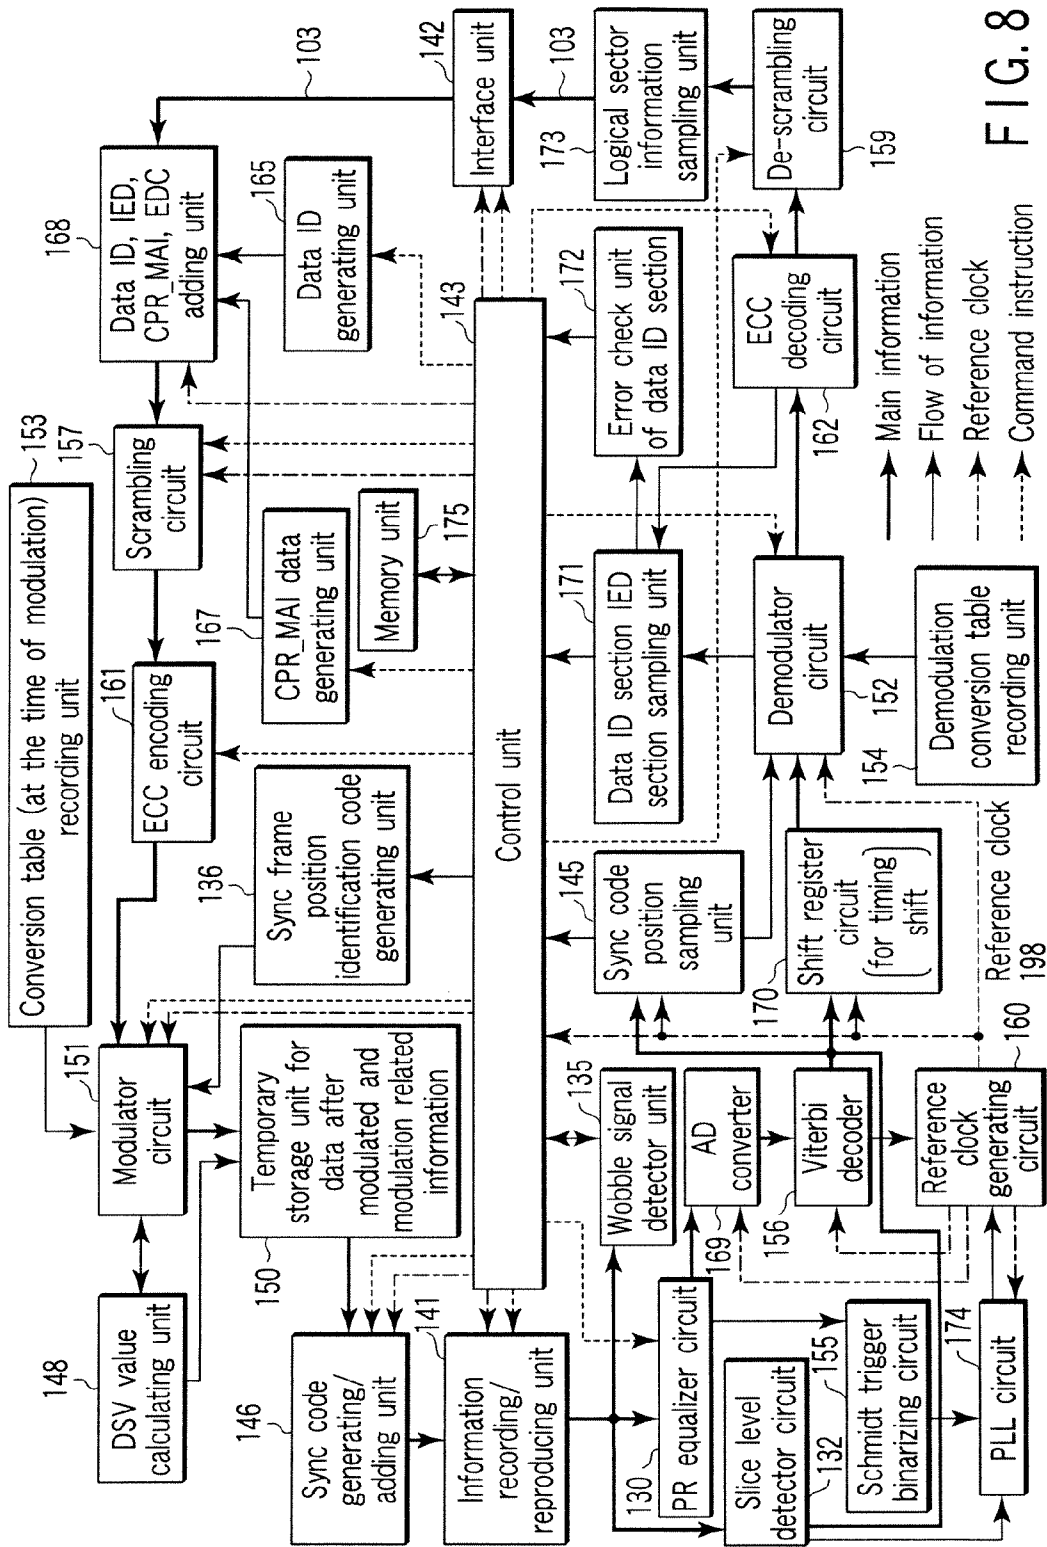 148
DSV value
calculating unit
151
Modulator
circuit
Conversion table (at the time of modulation)
recording unit
153
161
ECC encoding
circuit
157
Scrambling
circuit
168
Data ID, IED,
CPR_MAI, EDC
adding unit
103
146
Sync code
generating/
adding unit
150
Temporary
storage unit for
data after
modulated and
modulation related
information
136
Sync frame
position
identification code
generating unit
167
CPR_MAI data
generating unit
Memory unit
175
165
Data ID
generating unit
142
Interface unit
141
Information
recording/
reproducing unit
Control unit
143
135
Wobble signal
detector unit
145
Sync code
position
sampling
unit
171
Data ID section IED
section sampling unit
172
Error check unit
of data ID section
173
Logical sector
information
sampling unit
103
130
PR equalizer circuit
169
AD
converter
132
Slice level
detector circuit
156
Viterbi
decoder
170
Shift register
circuit
(for timing
shift)
152
Demodulator
circuit
162
ECC
decoding
circuit
159
De-scrambling
circuit
155
Schmidt trigger
binarizing circuit
174
PLL circuit
160
Reference
clock
generating
circuit
Reference clock
198
154
Demodulation
conversion table
recording unit
Main information
Flow of information
Reference clock
Command instruction
FIG. 8